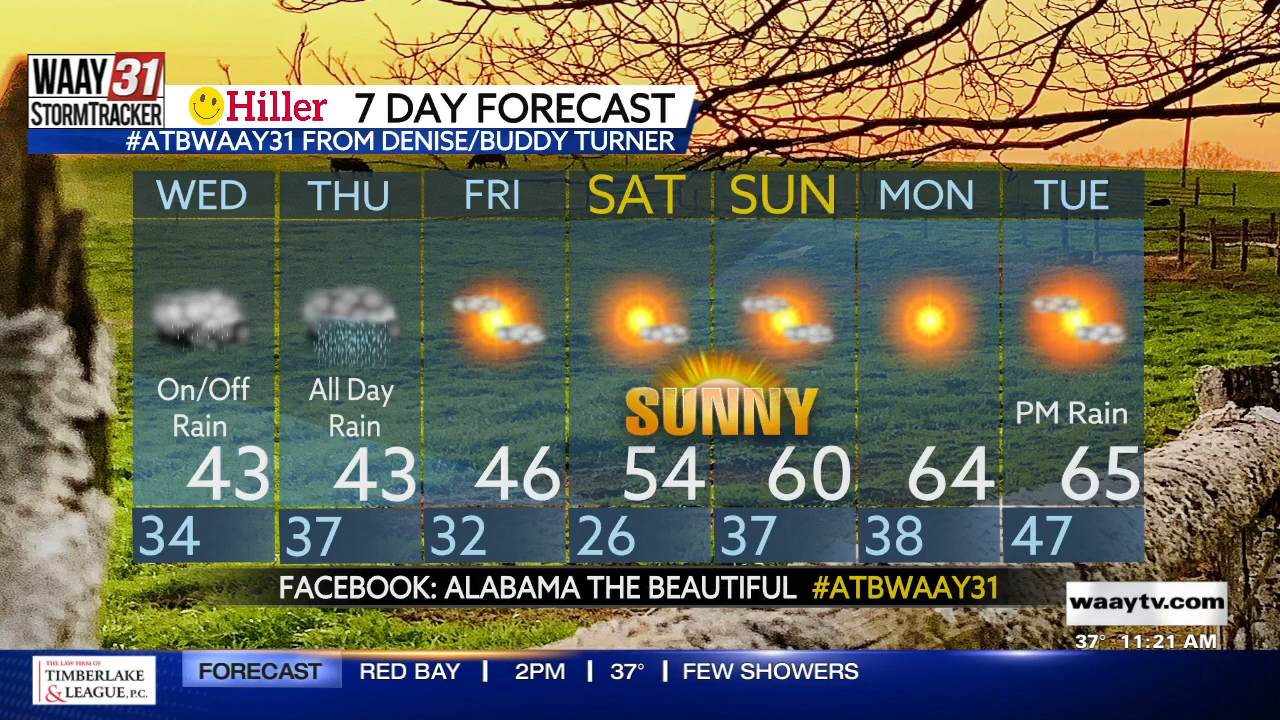 WAAY 31
STORMTRACKER
Hiller 7 DAY FORECAST
#ATBWAAY31 FROM DENISE/BUDDY TURNER
WED THU FRI SAT SUN MON TUE
On/Off
Rain
All Day
Rain
SUNNY
PM Rain
43 43 46 54 60 64 65
34 37 32 26 37 38 47
FACEBOOK: ALABAMA THE BEAUTIFUL #ATBWAAY31
waaytv.com
37° 11:21 AM
THE LAW FIRM OF
TIMBERLAKE
& LEAGUE, P.C.
FORECAST RED BAY | 2PM | 37° | FEW SHOWERS